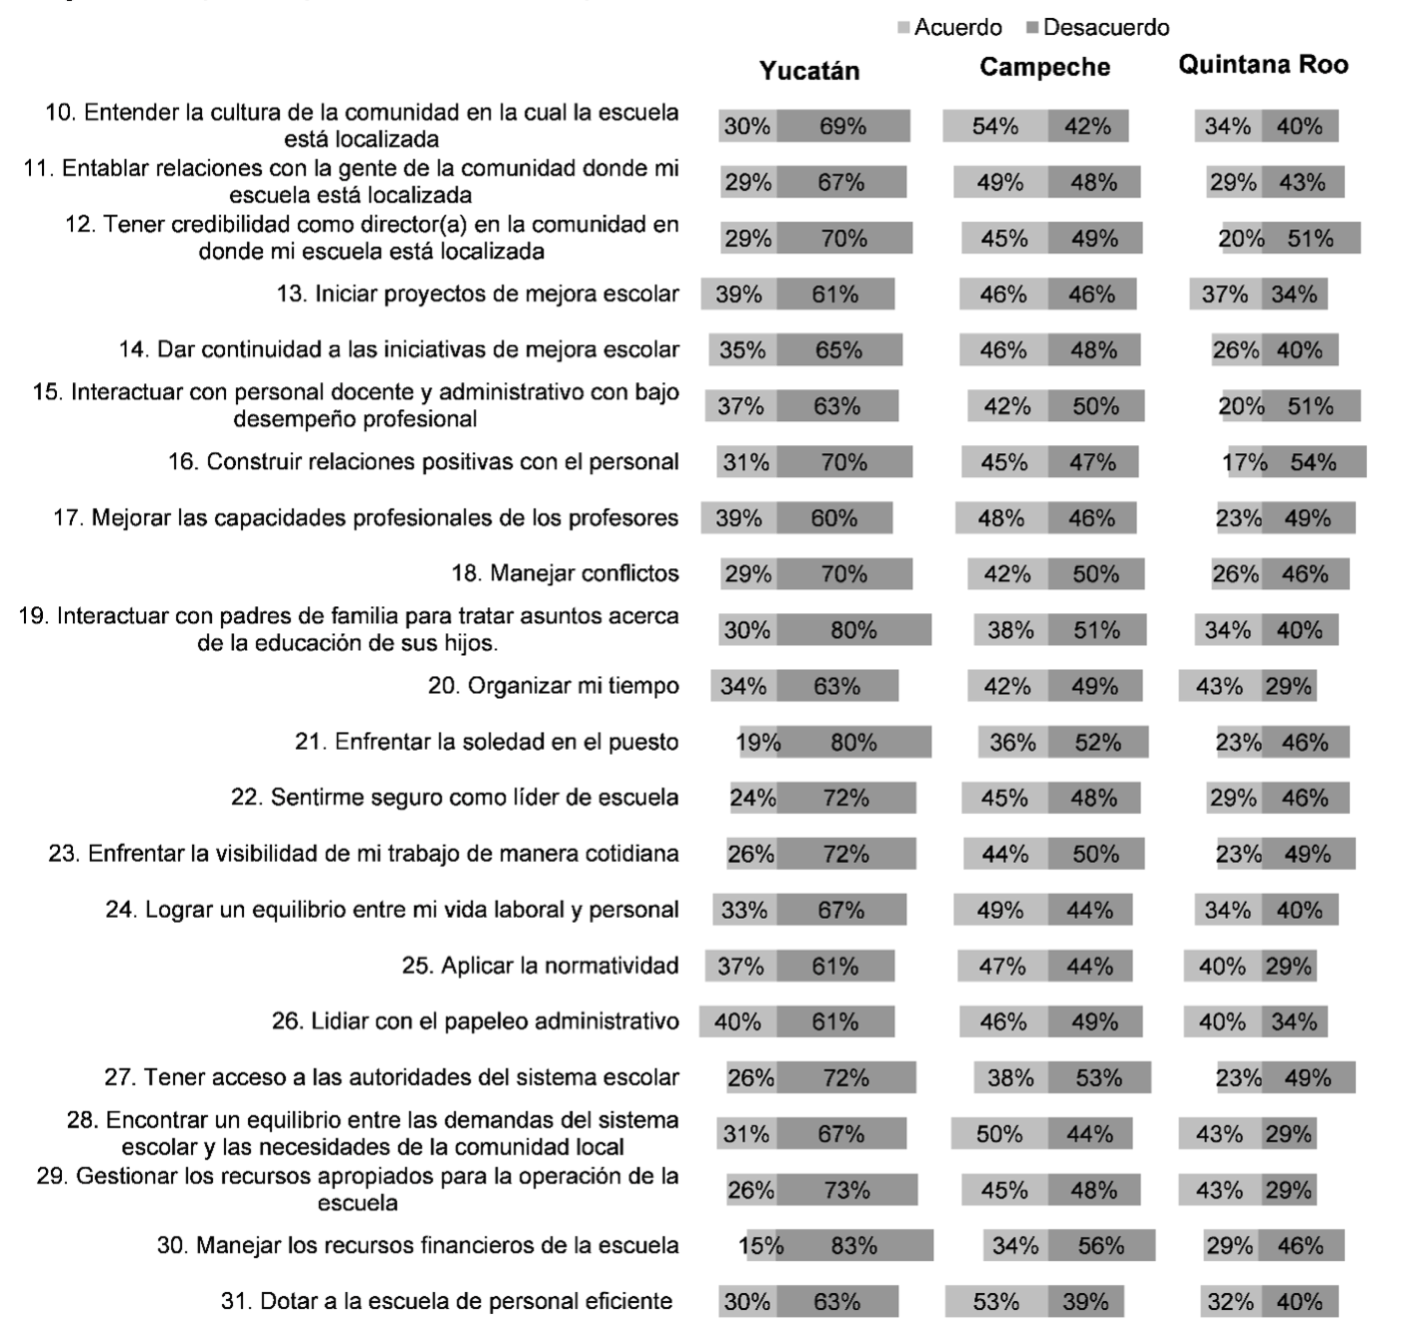 Acuerdo Desacuerdo
Yucatán Campeche Quintana Roo
10. Entender la cultura de la comunidad en la cual la escuela
está localizada
30% 69% 54% 42% 34% 40%
11. Entablar relaciones con la gente de la comunidad donde mi
escuela está localizada
29% 67% 49% 48% 29% 43%
12. Tener credibilidad como director(a) en la comunidad en
donde mi escuela está localizada
29% 70% 45% 49% 20% 51%
13. Iniciar proyectos de mejora escolar 39% 61% 46% 46% 37% 34%
14. Dar continuidad a las iniciativas de mejora escolar 35% 65% 46% 48% 26% 40%
15. Interactuar con personal docente y administrativo con bajo
desempeño profesional
37% 63% 42% 50% 20% 51%
16. Construir relaciones positivas con el personal 31% 70% 45% 47% 17% 54%
17. Mejorar las capacidades profesionales de los profesores 39% 60% 48% 46% 23% 49%
18. Manejar conflictos 29% 70% 42% 50% 26% 46%
19. Interactuar con padres de familia para tratar asuntos acerca
de la educación de sus hijos.
30% 80% 38% 51% 34% 40%
20. Organizar mi tiempo 34% 63% 42% 49% 43% 29%
21. Enfrentar la soledad en el puesto 19% 80% 36% 52% 23% 46%
22. Sentirme seguro como líder de escuela 24% 72% 45% 48% 29% 46%
23. Enfrentar la visibilidad de mi trabajo de manera cotidiana 26% 72% 44% 50% 23% 49%
24. Lograr un equilibrio entre mi vida laboral y personal 33% 67% 49% 44% 34% 40%
25. Aplicar la normatividad 37% 61% 47% 44% 40% 29%
26. Lidiar con el papeleo administrativo 40% 61% 46% 49% 40% 34%
27. Tener acceso a las autoridades del sistema escolar 26% 72% 38% 53% 23% 49%
28. Encontrar un equilibrio entre las demandas del sistema
escolar y las necesidades de la comunidad local
31% 67% 50% 44% 43% 29%
29. Gestionar los recursos apropiados para la operación de la
escuela
26% 73% 45% 48% 43% 29%
30. Manejar los recursos financieros de la escuela 15% 83% 34% 56% 29% 46%
31. Dotar a la escuela de personal eficiente 30% 63% 53% 39% 32% 40%